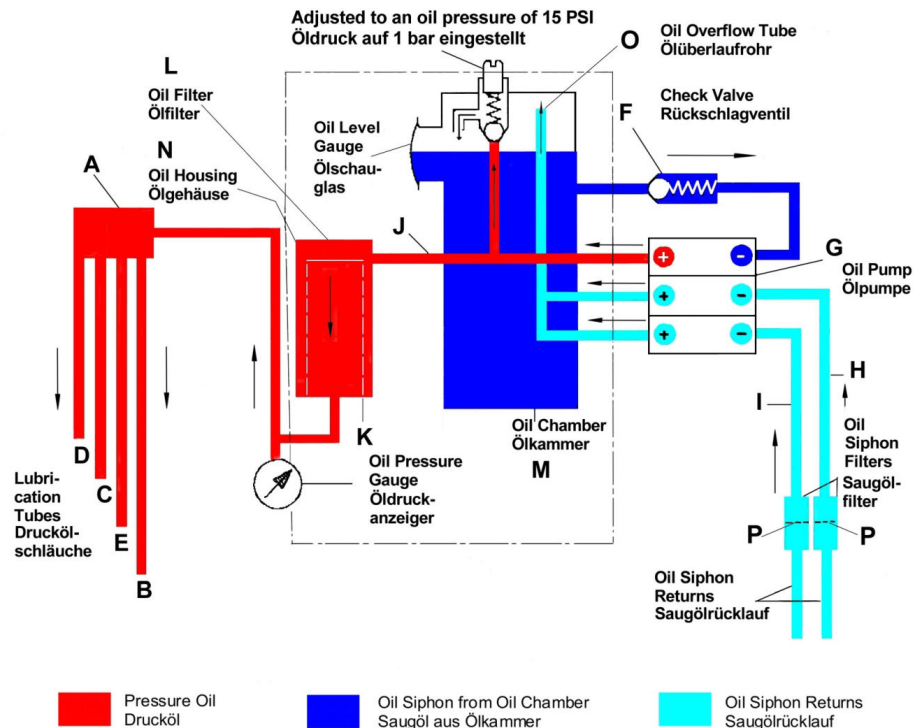 Adjusted to an oil pressure of 15 PSI
Öldruck auf 1 bar eingestellt
O
Oil Overflow Tube
Ölüberlaufrohr
L
Oil Filter
Ölfilter
F
Check Valve
Rückschlagventil
Oil Level
Gauge
Ölschau-
glas
N
Oil Housing
Ölgehäuse
A
J
G
Oil Pump
Ölpumpe
+
-
+
-
+
-
H
I
D
C
E
B
Lubri-
cation
Tubes
Drucköl-
schläuche
K
Oil Pressure
Gauge
Öldruck-
anzeiger
Oil Chamber
Ölkammer
M
Oil
Siphon
Filters
Saugöl-
filter
P
P
Oil Siphon
Returns
Saugölrücklauf
Pressure Oil
Drucköl
Oil Siphon from Oil Chamber
Saugöl aus Ölkammer
Oil Siphon Returns
Saugölrücklauf